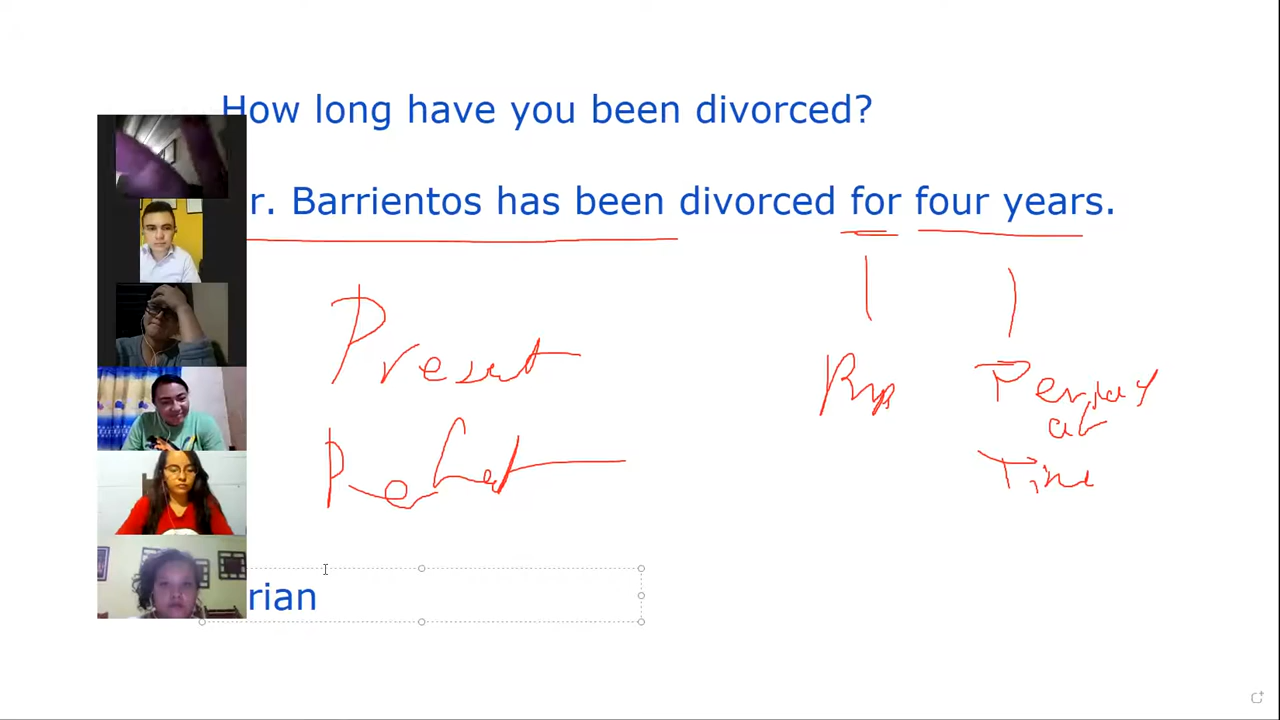 How long have you been divorced?
r. Barrientos has been divorced for four years.
Present
Perfect
Prep
Period
of
Time
rian